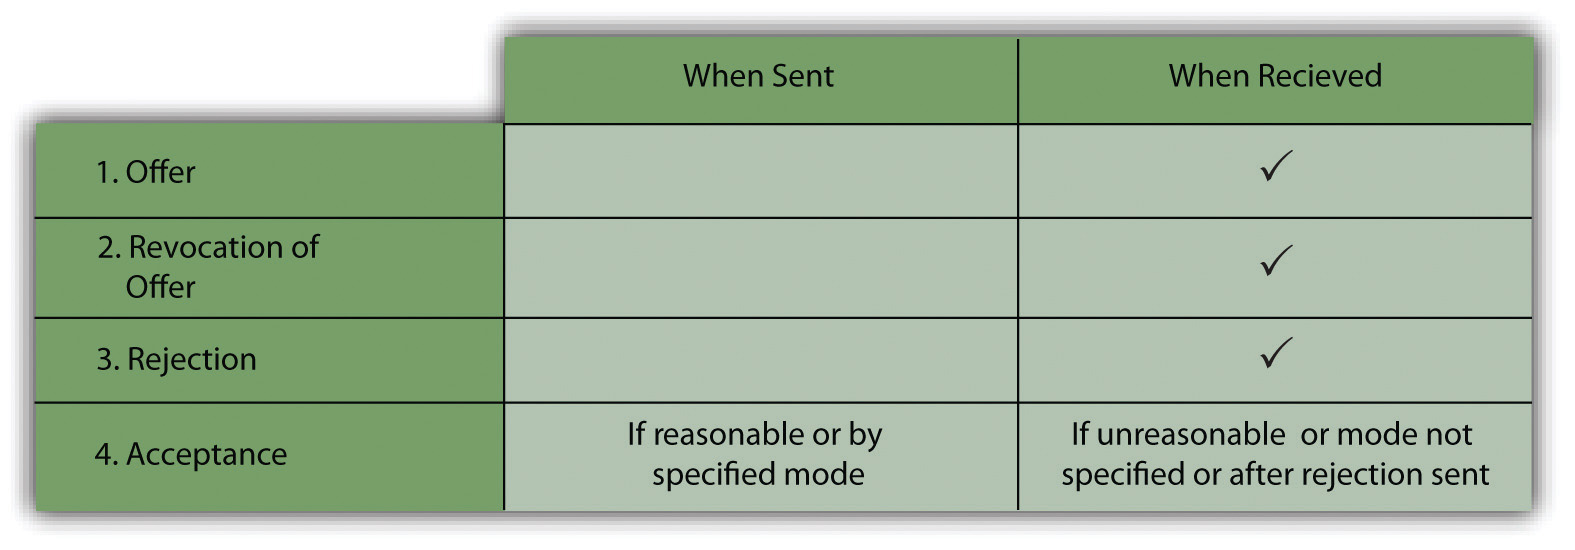 When Sent
When Recieved
1. Offer
✓
2. Revocation of
Offer
✓
3. Rejection
✓
4. Acceptance
If reasonable or by
specified mode
If unreasonable or mode not
specified or after rejection sent